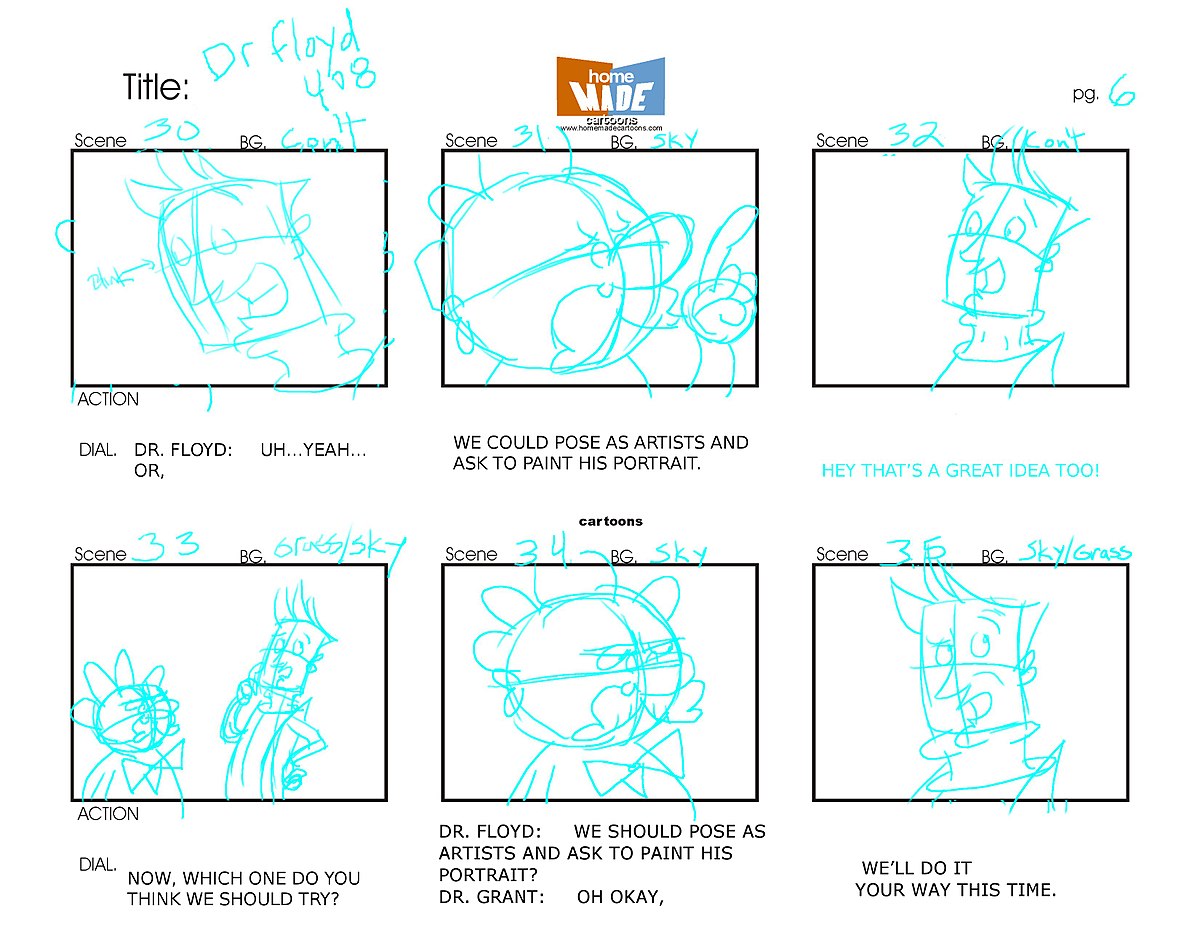 Title: Dr Floyd
408
home
MADE
cartoons
www.homemadecartoons.com
pg. 6
Scene 30 BG. Con't
Scene 31 BG. Sky
Scene 32 BG. Cont
Blink
ACTION
DIAL. DR. FLOYD: UH...YEAH...
OR,
WE COULD POSE AS ARTISTS AND
ASK TO PAINT HIS PORTRAIT.
HEY THAT'S A GREAT IDEA TOO!
cartoons
Scene 33 BG. Grass/Sky
Scene 34 BG. Sky
Scene 35 BG. Sky/Grass
ACTION
DIAL. NOW, WHICH ONE DO YOU
THINK WE SHOULD TRY?
DR. FLOYD: WE SHOULD POSE AS
ARTISTS AND ASK TO PAINT HIS
PORTRAIT?
DR. GRANT: OH OKAY,
WE'LL DO IT
YOUR WAY THIS TIME.